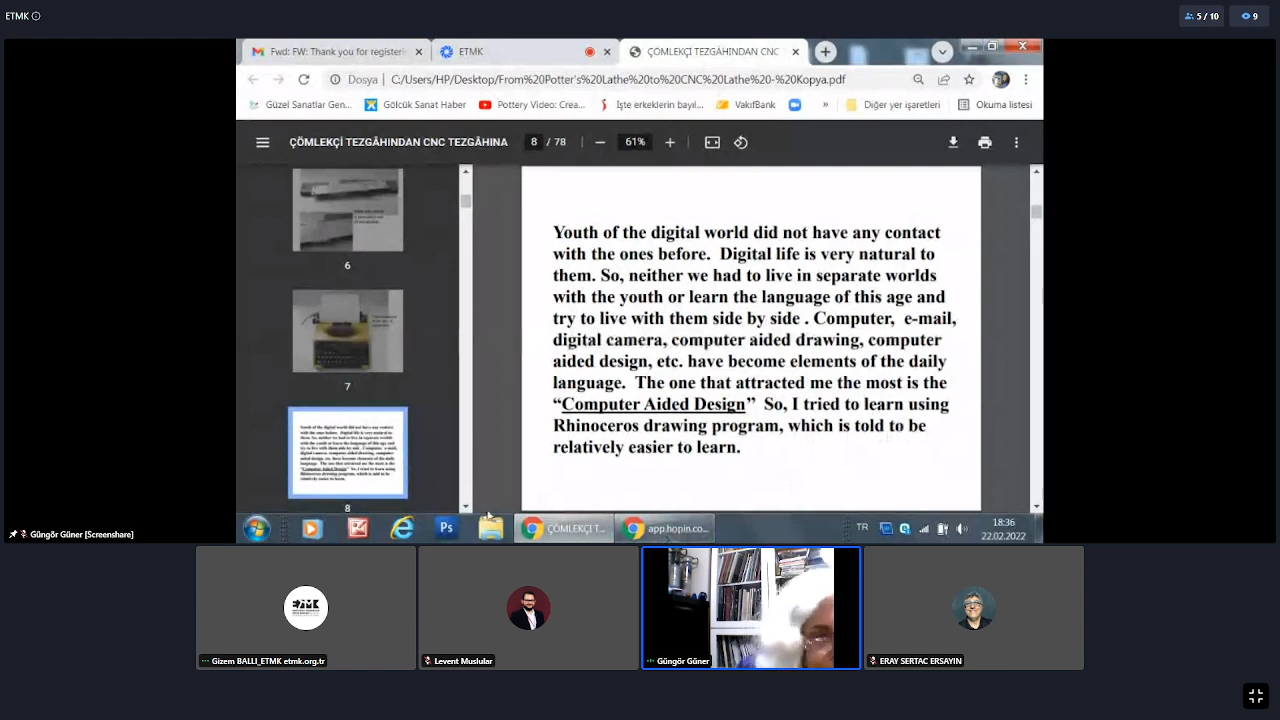 ETMK
5 / 10
9
Fwd: FW: Thank you for registeri
ETMK
ÇÖMLEKÇİ TEZGÂHINDAN CNC
Dosya
C:/Users/HP/Desktop/From%20Potter's%20Lathe%20to%20CNC%20Lathe%20-%20Kopya.pdf
Güzel Sanatlar Gen...
Gölcük Sanat Haber
Pottery Video: Crea...
İşte erkeklerin bayıl...
VakıfBank
»
Diğer yer işaretleri
Okuma listesi
ÇÖMLEKÇİ TEZGÂHINDAN CNC TEZGÂHINA
8 / 78
61%
6
7
8
Youth of the digital world did not have any contact
with the ones before. Digital life is very natural to
them. So, neither we had to live in separate worlds
with the youth or learn the language of this age and
try to live with them side by side . Computer, e-mail,
digital camera, computer aided drawing, computer
aided design, etc. have become elements of the daily
language. The one that attracted me the most is the
“Computer Aided Design” So, I tried to learn using
Rhinoceros drawing program, which is told to be
relatively easier to learn.
Ps
ÇÖMLEKÇİ T...
app.hopin.co...
TR
18:36
22.02.2022
Güngör Güner [Screenshare]
ETMK
Gizem BALLI_ETMK etmk.org.tr
Levent Muslular
Güngör Güner
ERAY SERTAC ERSAYIN